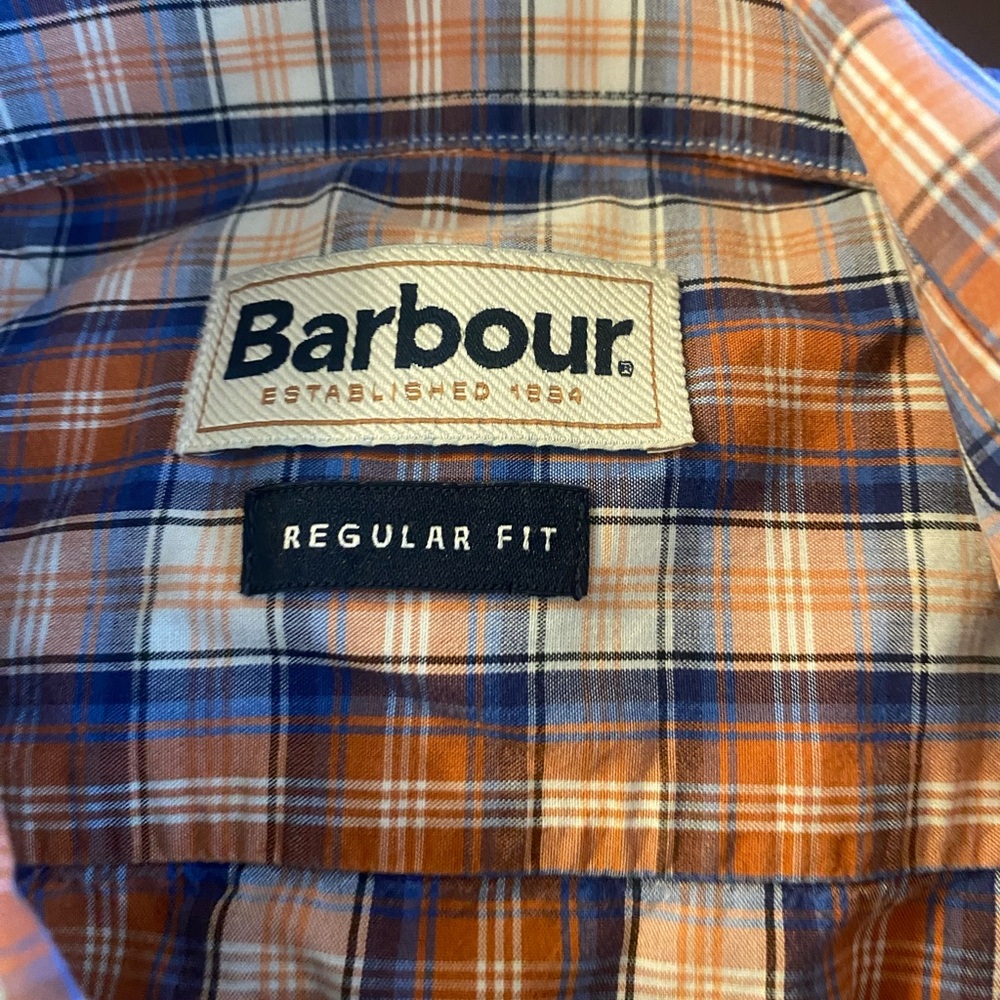 Barbour®
ESTABLISHED 1894
REGULAR FIT